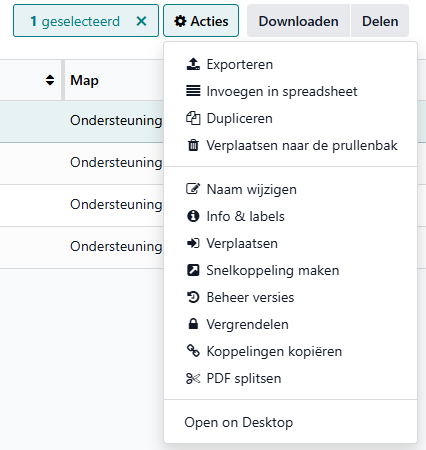 1 geselecteerd × Acties Downloaden Delen
Map
Exporteren
Invoegen in spreadsheet
Dupliceren
Verplaatsen naar de prullenbak
Naam wijzigen
Info & labels
Verplaatsen
Snelkoppeling maken
Beheer versies
Vergrendelen
Koppelingen kopiëren
PDF splitsen
Open on Desktop
Ondersteuning
Ondersteuning
Ondersteuning
Ondersteuning